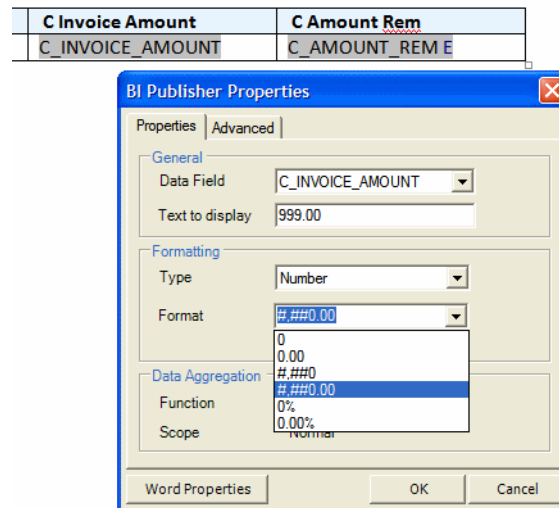 C Invoice Amount C Amount Rem
C_INVOICE_AMOUNT C_AMOUNT_REM E
BI Publisher Properties
Properties Advanced
General
Data Field C_INVOICE_AMOUNT
Text to display 999.00
Formatting
Type Number
Format #,##0.00
0
0.00
#,##0
#,##0.00
Data Aggregation
0%
Function
0.00%
Scope Normal
Word Properties OK Cancel